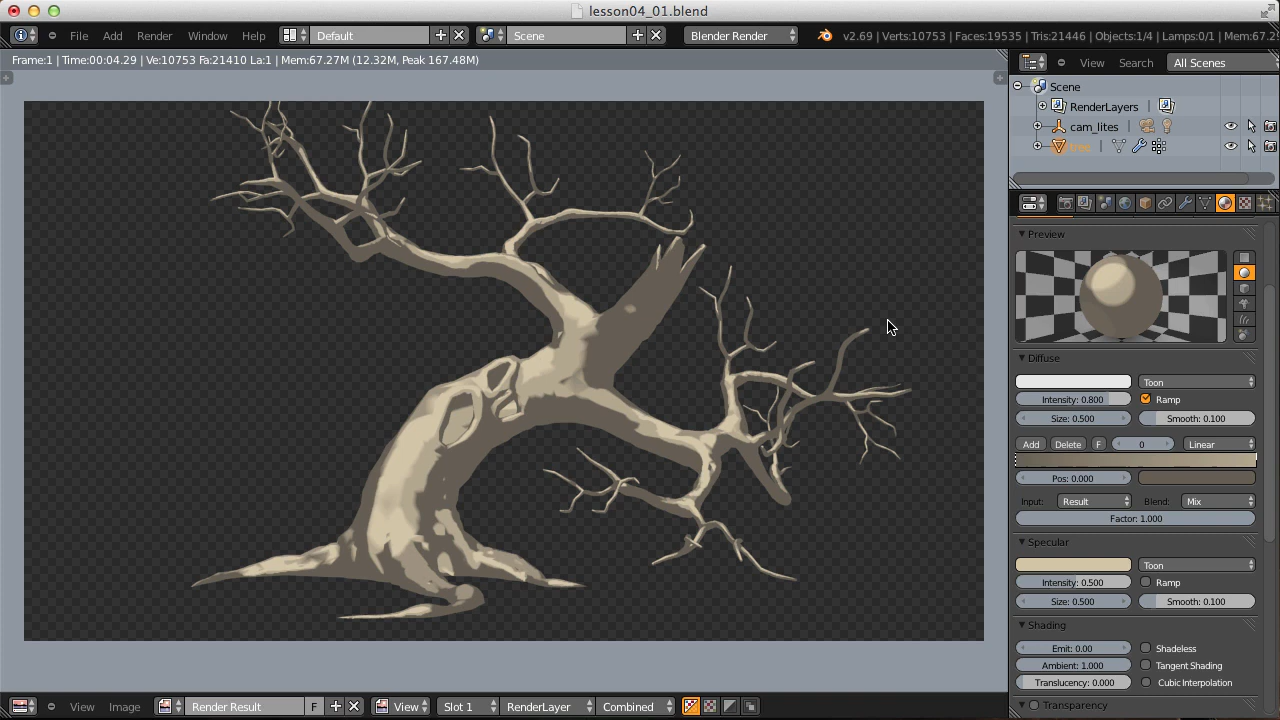 lesson04_01.blend
File Add Render Window Help Default Scene Blender Render v2.69 | Verts:10753 | Faces:19535 | Tris:21446 | Objects:1/4 | Lamps:0/1 | Mem:67.2
Frame:1 | Time:00:04.29 | Ve:10753 Fa:21410 La:1 | Mem:67.27M (12.32M, Peak 167.48M)
View Search All Scenes
Scene
RenderLayers |
cam_lites |
tree |
Preview
Diffuse
Toon
Intensity: 0.800 Ramp
Size: 0.500 Smooth: 0.100
Add Delete F 0 Linear
Pos: 0.000
Input: Result Blend: Mix
Factor: 1.000
Specular
Toon
Intensity: 0.500 Ramp
Size: 0.500 Smooth: 0.100
Shading
Emit: 0.00 Shadeless
Ambient: 1.000 Tangent Shading
Translucency: 0.000 Cubic Interpolation
Transparency
View Image Render Result F View Slot 1 RenderLayer Combined